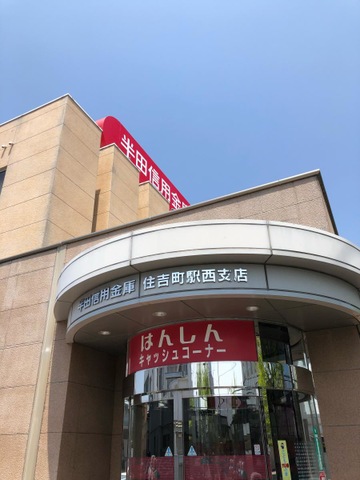 半田信用金庫
半田信用金庫 住吉町駅西支店
はんしん
キャッシュコーナー